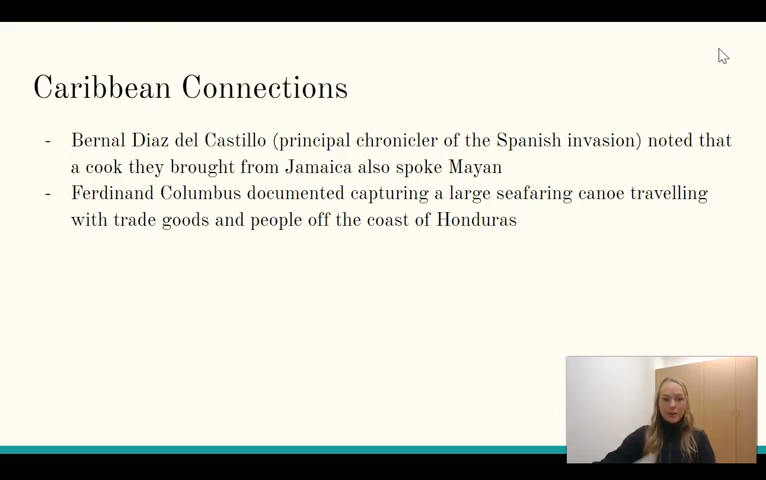 Caribbean Connections
- Bernal Diaz del Castillo (principal chronicler of the Spanish invasion) noted that
a cook they brought from Jamaica also spoke Mayan
- Ferdinand Columbus documented capturing a large seafaring canoe travelling
with trade goods and people off the coast of Honduras